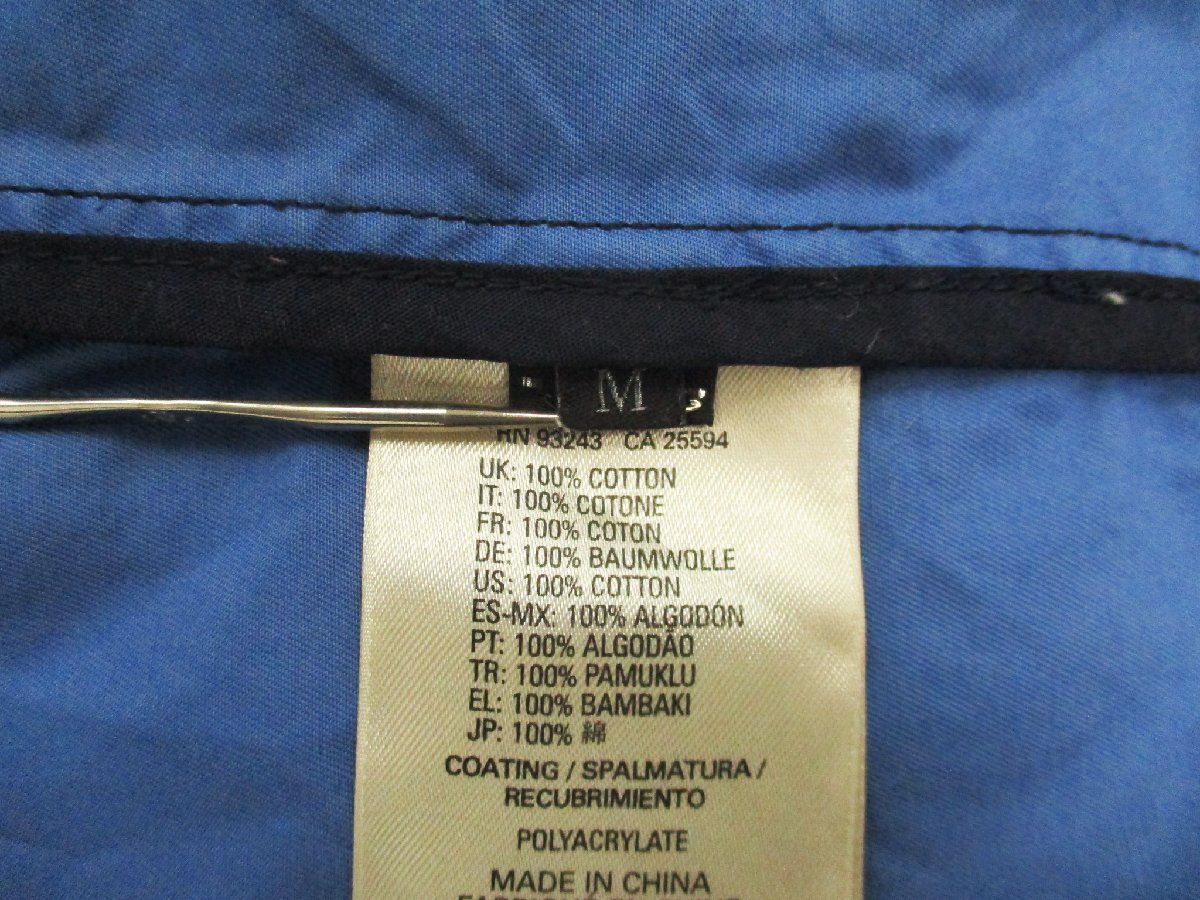 M
RN 93243 CA 25594
UK: 100% COTTON
IT: 100% COTONE
FR: 100% COTON
DE: 100% BAUMWOLLE
US: 100% COTTON
ES-MX: 100% ALGODÓN
PT: 100% ALGODÃO
TR: 100% PAMUKLU
EL: 100% BAMBAKI
JP: 100% 綿
COATING / SPALMATURA /
RECUBRIMIENTO
POLYACRYLATE
MADE IN CHINA